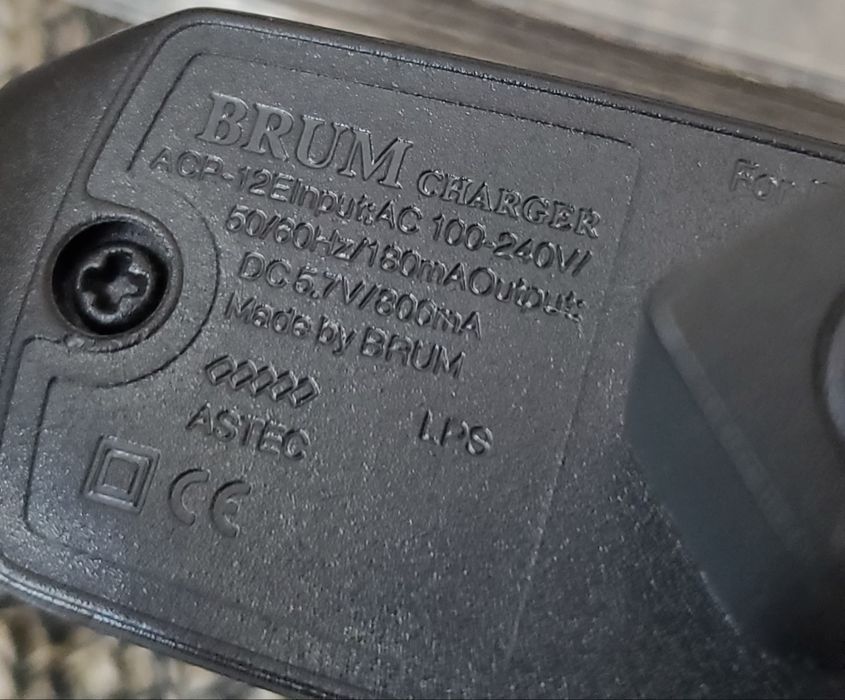 BRUM CHARGER
ACP-12EInput:AC 100-240V/
50/60Hz/180mAOutput:
DC 5.7V/800mA
Made by BRUM
ASTEC LPS
CE
For